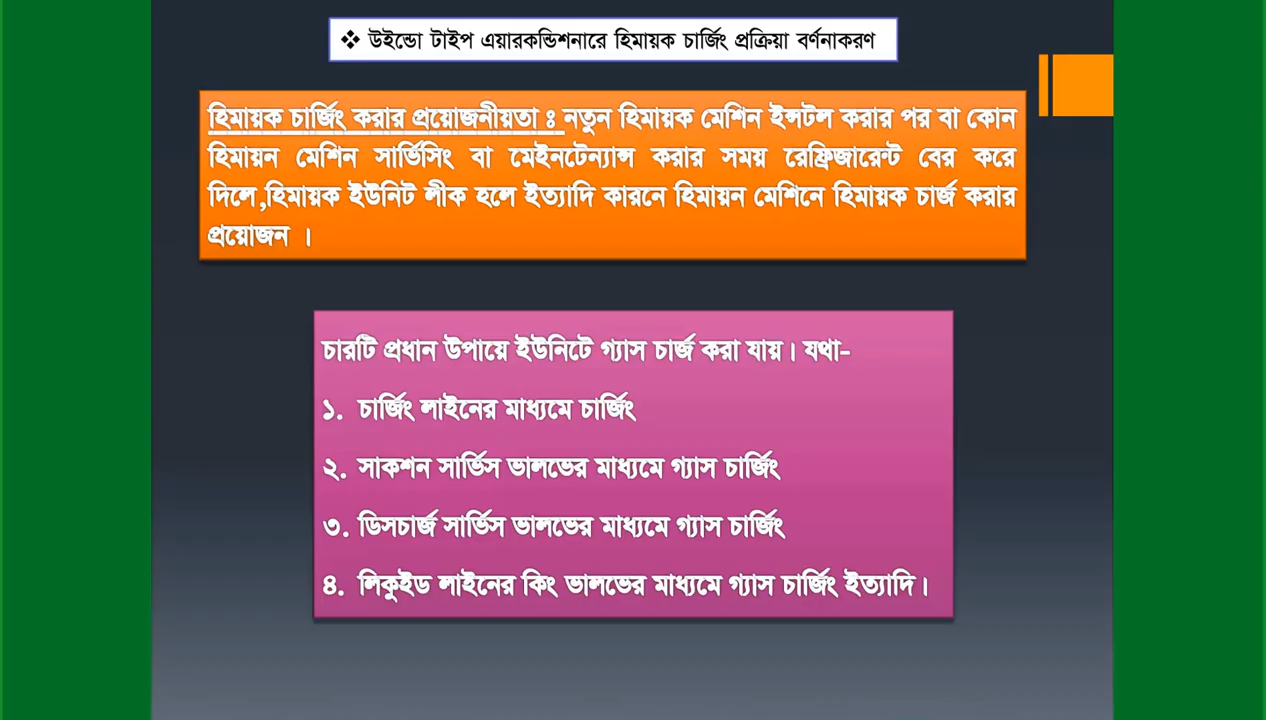 ❖ উইন্ডো টাইপ এয়ারকন্ডিশনারে হিমায়ক চার্জিং প্রক্রিয়া বর্ণনাকরণ
হিমায়ক চার্জিং করার প্রয়োজনীয়তা ঃ নতুন হিমায়ক মেশিন ইন্সটল করার পর বা কোন
হিমায়ন মেশিন সার্ভিসিং বা মেইনটেন্যান্স করার সময় রেফ্রিজারেন্ট বের করে
দিলে,হিমায়ক ইউনিট লীক হলে ইত্যাদি কারনে হিমায়ন মেশিনে হিমায়ক চার্জ করার
প্রয়োজন ।
চারটি প্রধান উপায়ে ইউনিটে গ্যাস চার্জ করা যায়। যথা-
১. চার্জিং লাইনের মাধ্যমে চার্জিং
২. সাকশন সার্ভিস ভালভের মাধ্যমে গ্যাস চার্জিং
৩. ডিসচার্জ সার্ভিস ভালভের মাধ্যমে গ্যাস চার্জিং
৪. লিকুইড লাইনের কিং ভালভের মাধ্যমে গ্যাস চার্জিং ইত্যাদি।